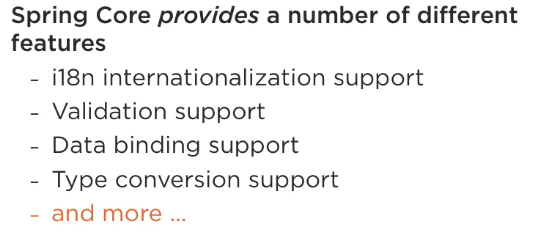 Spring Core provides a number of different
features
- i18n internationalization support
- Validation support
- Data binding support
- Type conversion support
- and more ...